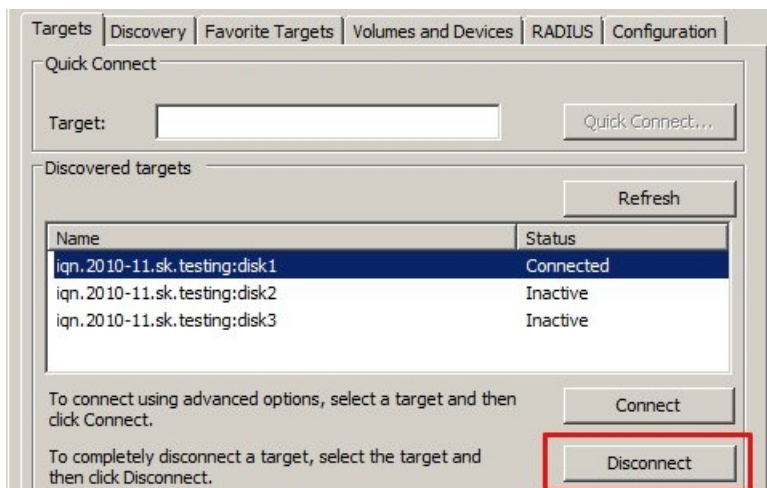 Targets Discovery Favorite Targets Volumes and Devices RADIUS Configuration
Quick Connect
Target: Quick Connect...
Discovered targets
Refresh
Name Status
iqn.2010-11.sk.testing:disk1 Connected
iqn.2010-11.sk.testing:disk2 Inactive
iqn.2010-11.sk.testing:disk3 Inactive
To connect using advanced options, select a target and then
click Connect.
Connect
To completely disconnect a target, select the target and
then click Disconnect.
Disconnect